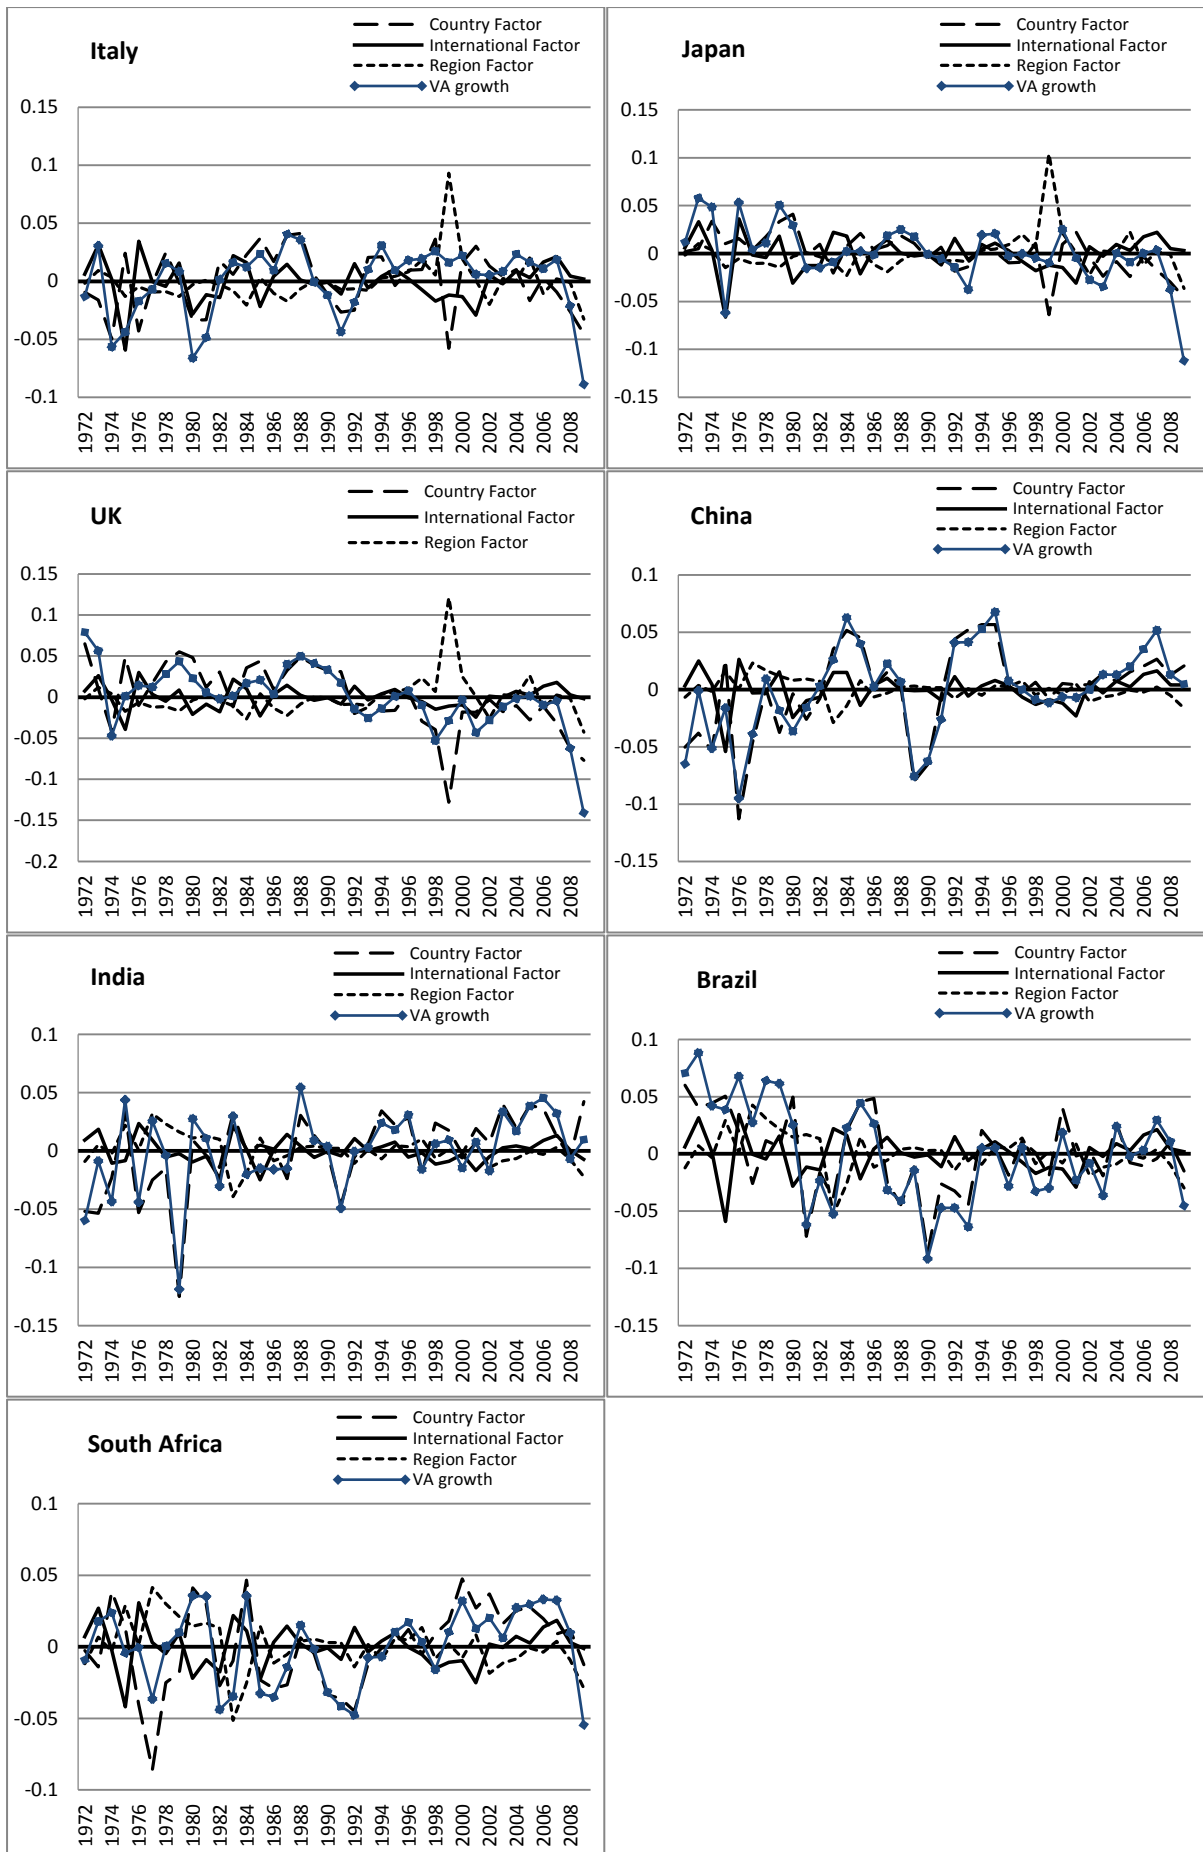 Italy
Country Factor
International Factor
Region Factor
VA growth
0.15
0.1
0.05
0
-0.05
-0.1
1972 1974 1976 1978 1980 1982 1984 1986 1988 1990 1992 1994 1996 1998 2000 2002 2004 2006 2008
Japan
Country Factor
International Factor
Region Factor
VA growth
0.15
0.1
0.05
0
-0.05
-0.1
-0.15
1972 1974 1976 1978 1980 1982 1984 1986 1988 1990 1992 1994 1996 1998 2000 2002 2004 2006 2008
UK
Country Factor
International Factor
Region Factor
0.15
0.1
0.05
0
-0.05
-0.1
-0.15
-0.2
1972 1974 1976 1978 1980 1982 1984 1986 1988 1990 1992 1994 1996 1998 2000 2002 2004 2006 2008
China
Country Factor
International Factor
Region Factor
VA growth
0.1
0.05
0
-0.05
-0.1
-0.15
1972 1974 1976 1978 1980 1982 1984 1986 1988 1990 1992 1994 1996 1998 2000 2002 2004 2006 2008
India
Country Factor
International Factor
Region Factor
VA growth
0.1
0.05
0
-0.05
-0.1
-0.15
1972 1974 1976 1978 1980 1982 1984 1986 1988 1990 1992 1994 1996 1998 2000 2002 2004 2006 2008
Brazil
Country Factor
International Factor
Region Factor
VA growth
0.1
0.05
0
-0.05
-0.1
-0.15
1972 1974 1976 1978 1980 1982 1984 1986 1988 1990 1992 1994 1996 1998 2000 2002 2004 2006 2008
South Africa
Country Factor
International Factor
Region Factor
VA growth
0.1
0.05
0
-0.05
-0.1
1972 1974 1976 1978 1980 1982 1984 1986 1988 1990 1992 1994 1996 1998 2000 2002 2004 2006 2008